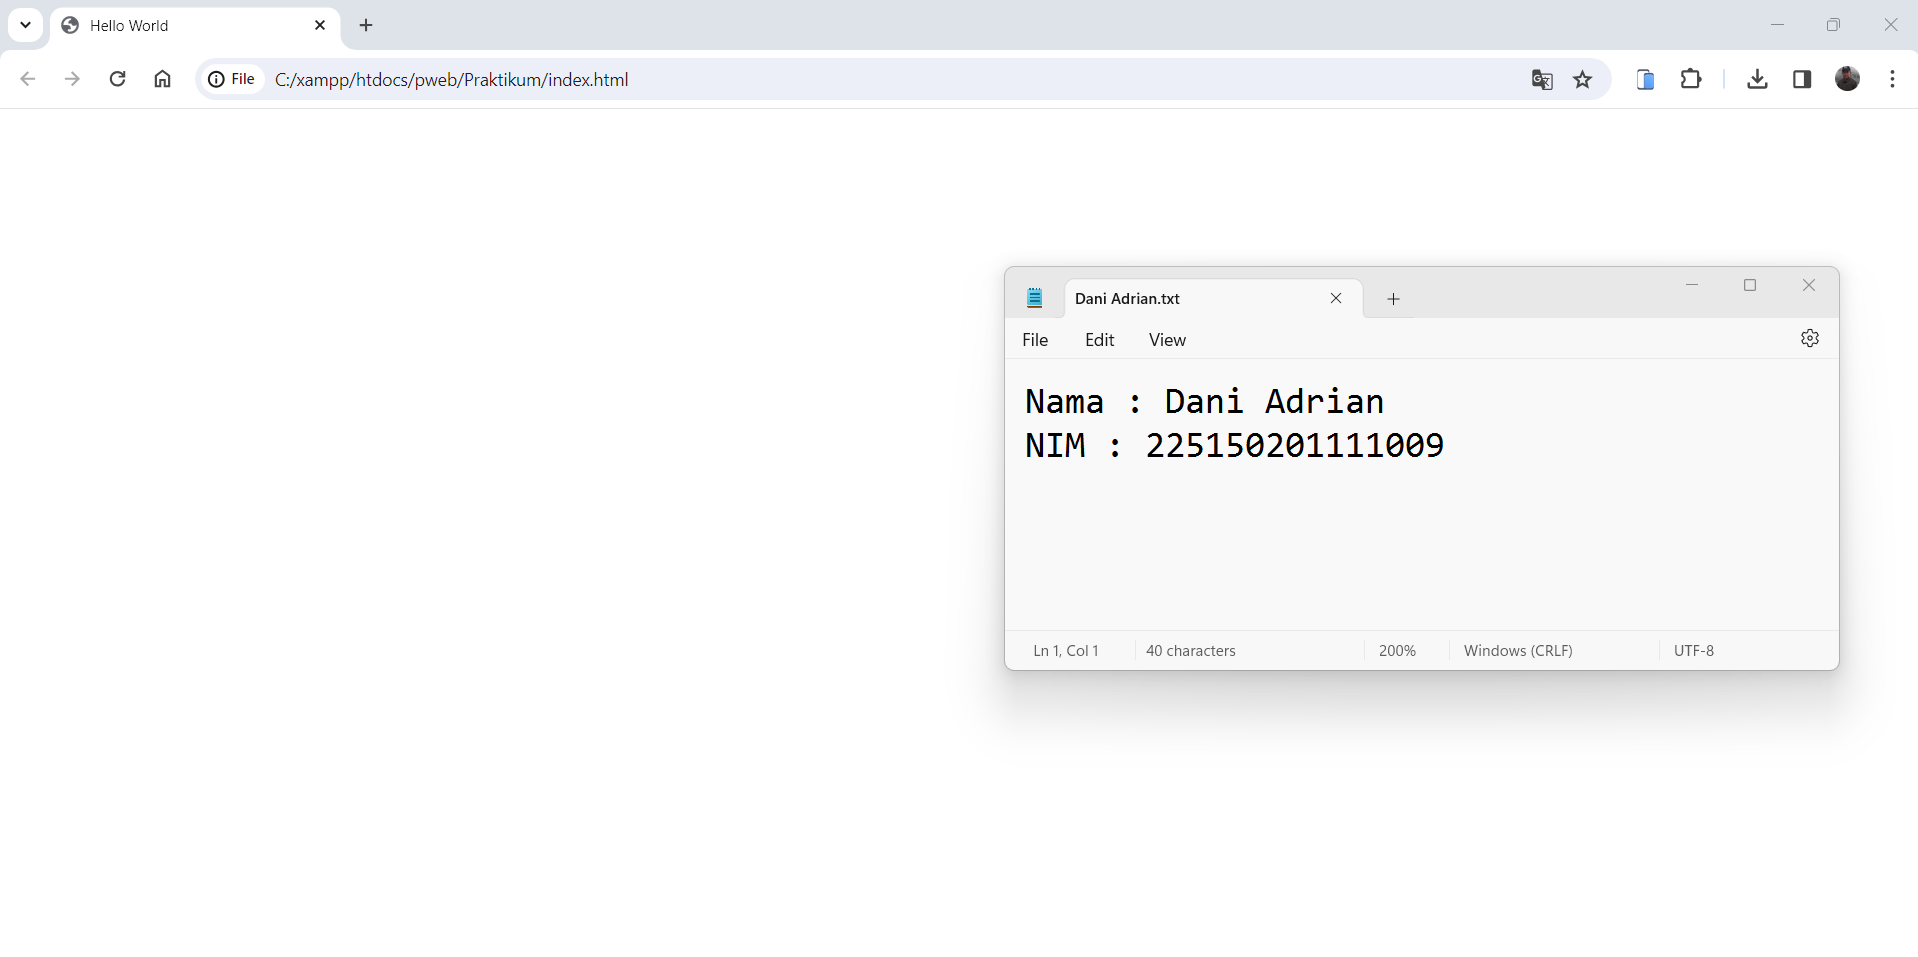 Hello World
File C:/xampp/htdocs/pweb/Praktikum/index.html
Dani Adrian.txt
File Edit View
Nama : Dani Adrian
NIM : 225150201111009
Ln 1, Col 1 40 characters 200% Windows (CRLF) UTF-8